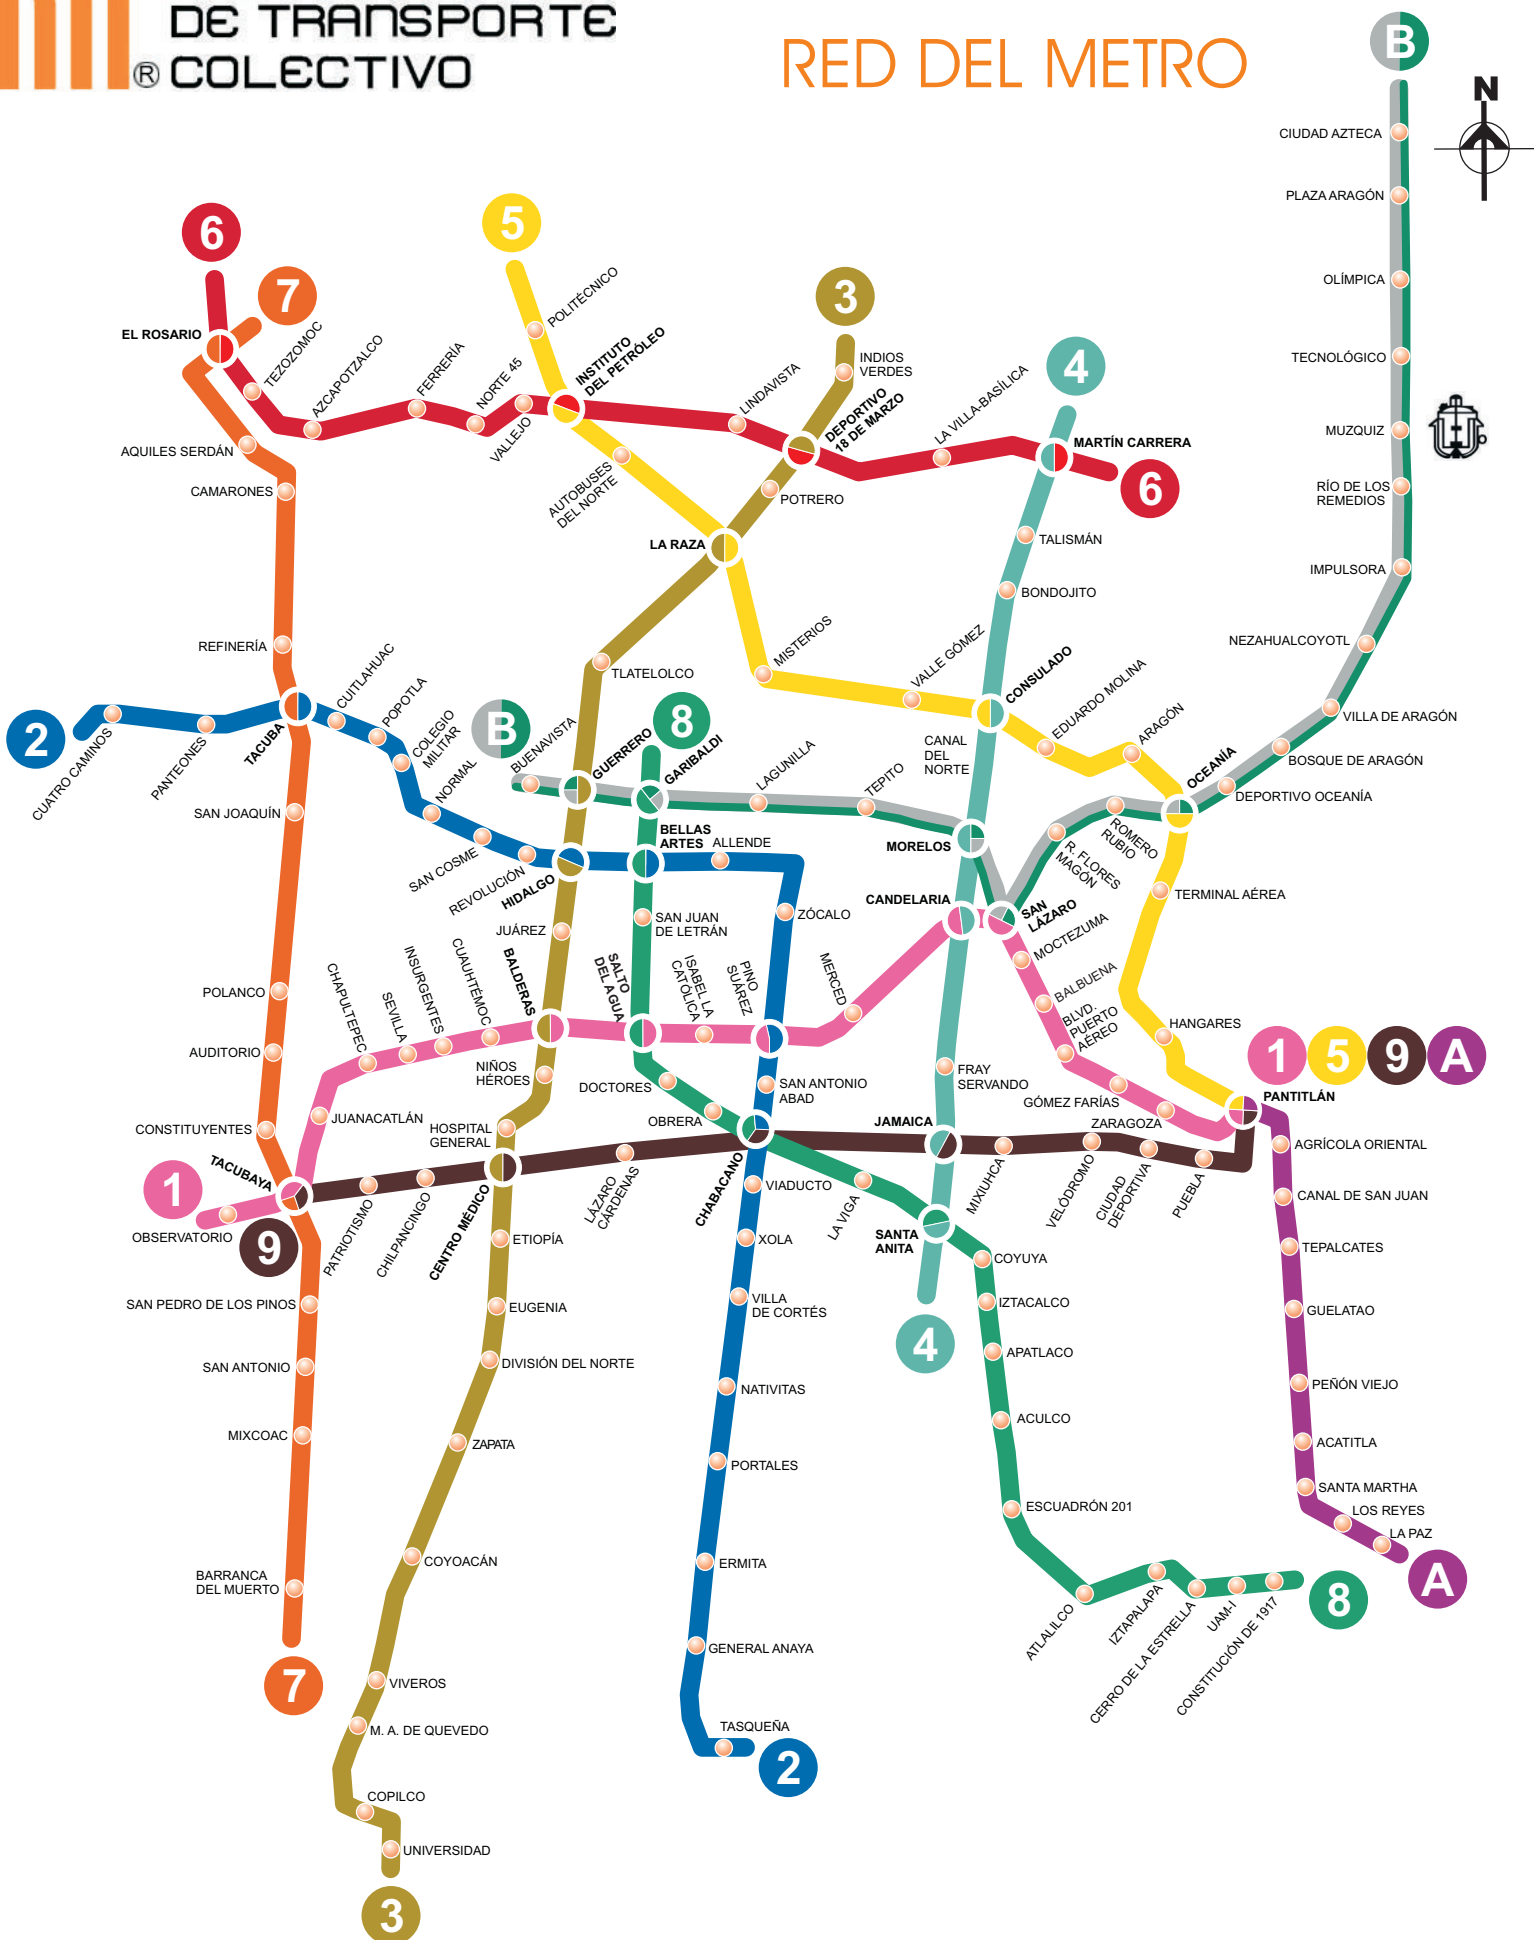 DE TRANSPORTE
® COLECTIVO
RED DEL METRO
B
N
CIUDAD AZTECA
PLAZA ARAGÓN
OLÍMPICA
TECNOLÓGICO
MUZQUIZ
RÍO DE LOS
REMEDIOS
IMPULSORA
NEZAHUALCOYOTL
VILLA DE ARAGÓN
BOSQUE DE ARAGÓN
DEPORTIVO OCEANÍA
OCEANÍA
ROMERO
RUBIO
R. FLORES
MAGÓN
6
7
EL ROSARIO
TEZOZOMOC
AZCAPOTZALCO
FERRERÍA
NORTE 45
VALLEJO
5
POLITÉCNICO
INSTITUTO
DEL PETRÓLEO
LINDAVISTA
3
INDIOS
VERDES
DEPORTIVO
18 DE MARZO
LA VILLA-BASÍLICA
4
MARTÍN CARRERA
6
AQUILES SERDÁN
CAMARONES
AUTOBUSES
DEL NORTE
POTRERO
LA RAZA
TALISMÁN
BONDOJITO
REFINERÍA
TLATELOLCO
MISTERIOS
VALLE GÓMEZ
CONSULADO
EDUARDO MOLINA
ARAGÓN
CANAL
DEL
NORTE
2
CUATRO CAMINOS
PANTEONES
TACUBA
CUITLAHUAC
POPOTLA
COLEGIO
MILITAR
NORMAL
SAN COSME
REVOLUCIÓN
HIDALGO
B
BUENAVISTA
GUERRERO
8
GARIBALDI
LAGUNILLA
TEPITO
MORELOS
BELLAS
ARTES
ALLENDE
ZÓCALO
SAN JOAQUÍN
POLANCO
AUDITORIO
CONSTITUYENTES
CANDELARIA
SAN
LÁZARO
MOCTEZUMA
BALBUENA
BLVD.
PUERTO
AÉREO
GÓMEZ FARÍAS
ZARAGOZA
TERMINAL AÉREA
HANGARES
1
5
9
A
PANTITLÁN
JUÁREZ
SAN JUAN
DE LETRÁN
CHAPULTEPEC
SEVILLA
INSURGENTES
CUAUHTÉMOC
BALDERAS
SALTO
DEL AGUA
ISABEL LA
CATÓLICA
PINO
SUÁREZ
MERCED
JUANACATLÁN
TACUBAYA
1
OBSERVATORIO
9
NIÑOS
HÉROES
HOSPITAL
GENERAL
DOCTORES
OBRERA
SAN ANTONIO
ABAD
FRAY
SERVANDO
JAMAICA
PATRIOTISMO
CHILPANCINGO
CENTRO MÉDICO
LÁZARO
CÁRDENAS
CHABACANO
MIXIUHCA
VELÓDROMO
CIUDAD
DEPORTIVA
PUEBLA
VIADUCTO
LA VIGA
SANTA
ANITA
4
AGRÍCOLA ORIENTAL
CANAL DE SAN JUAN
TEPALCATES
GUELATAO
PEÑÓN VIEJO
ACATITLA
SANTA MARTHA
LOS REYES
LA PAZ
A
SAN PEDRO DE LOS PINOS
SAN ANTONIO
MIXCOAC
BARRANCA
DEL MUERTO
7
ETIOPÍA
EUGENIA
DIVISIÓN DEL NORTE
ZAPATA
COYOACÁN
VIVEROS
M. A. DE QUEVEDO
COPILCO
UNIVERSIDAD
3
XOLA
VILLA
DE CORTÉS
NATIVITAS
PORTALES
ERMITA
GENERAL ANAYA
TASQUEÑA
2
COYUYA
IZTACALCO
APATLACO
ACULCO
ESCUADRÓN 201
ATLALILCO
IZTAPALAPA
CERRO DE LA ESTRELLA
UAM-I
CONSTITUCIÓN DE 1917
8